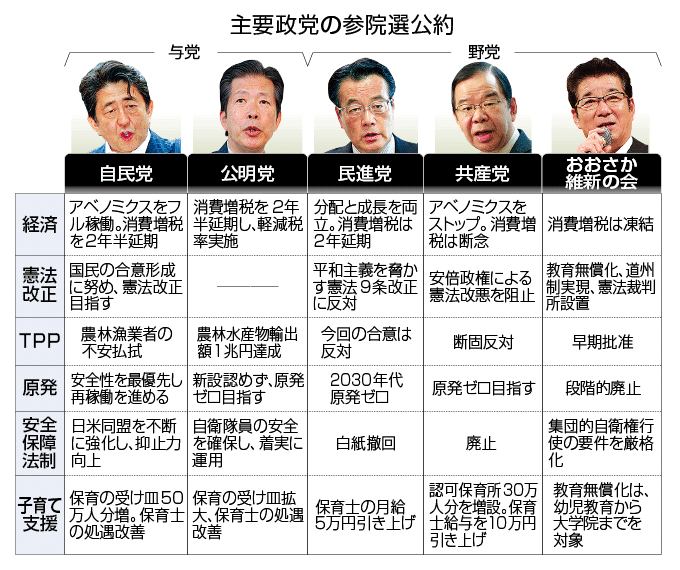 主要政党の参院選公約
与党
野党
自民党
公明党
民進党
共産党
おおさか
維新の会
経済
アベノミクスをフ
ル稼働。消費増税
を2年半延期
消費増税を2年
半延期し、軽減税
率実施
分配と成長を両
立。消費増税は
2年延期
アベノミクスを
ストップ。消費増
税は断念
消費増税は凍結
憲法
改正
国民の合意形成
に努め、憲法改正
目指す
────
平和主義を脅か
す憲法9条改正
に反対
安倍政権による
憲法改悪を阻止
教育無償化、道州
制実現、憲法裁判
所設置
TPP
農林漁業者の
不安払拭
農林水産物輸出
額1兆円達成
今回の合意は
反対
断固反対
早期批准
原発
安全性を最優先し
再稼働を進める
新設認めず、原発
ゼロ目指す
2030年代
原発ゼロ
原発ゼロ目指す
段階的廃止
安全
保障
法制
日米同盟を不断
に強化し、抑止力
向上
自衛隊員の安全
を確保し、着実に
運用
白紙撤回
廃止
集団的自衛権行
使の要件を厳格
化
子育て
支援
保育の受け皿50
万人分増。保育士
の処遇改善
保育の受け皿拡
大、保育士の処遇
改善
保育士の月給
5万円引き上げ
認可保育所30万
人分を増設。保育
士給与を10万円
引き上げ
教育無償化は、
幼児教育から
大学院までを
対象